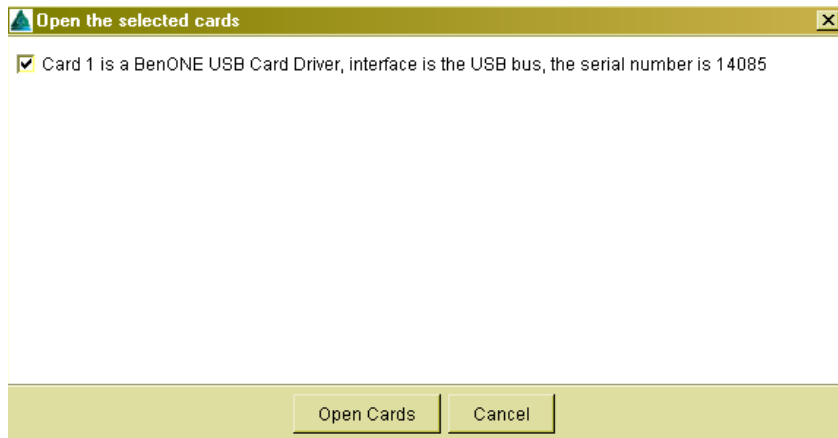 Open the selected cards
Card 1 is a BenONE USB Card Driver, interface is the USB bus, the serial number is 14085
Open Cards
Cancel